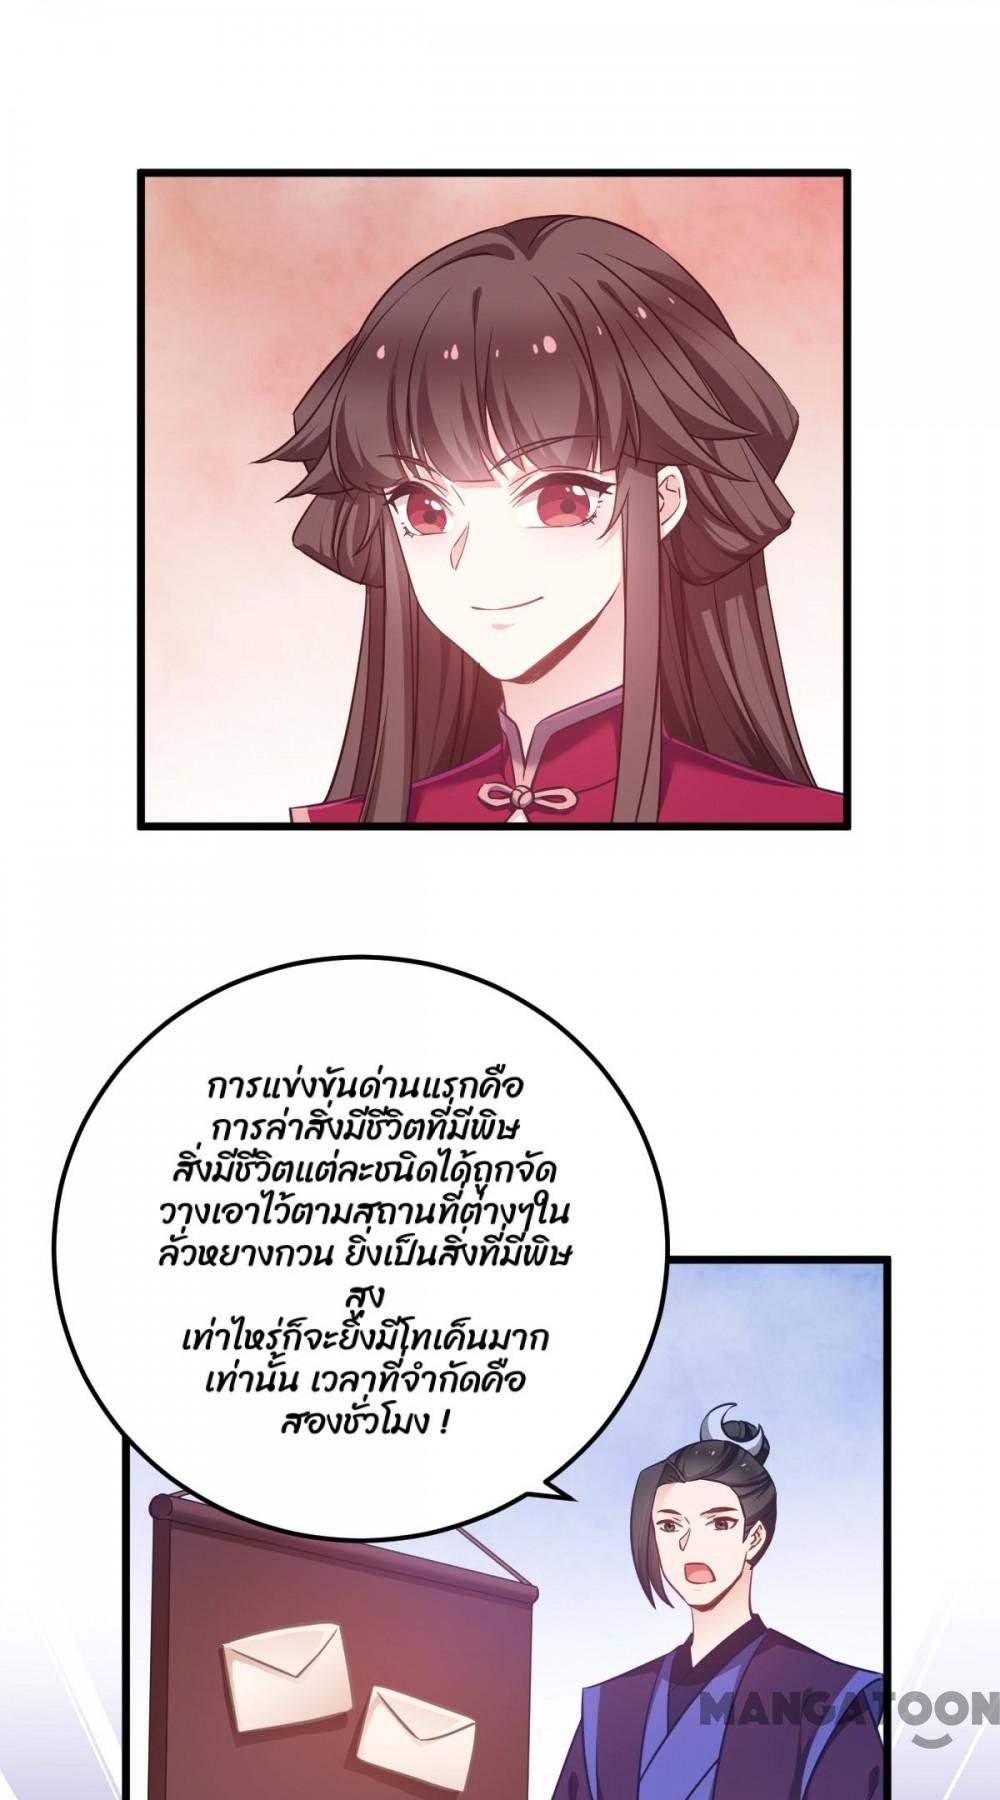 การแข่งขันด่านแรกคือ
การล่าสิ่งมีชีวิตที่มีพิษ
สิ่งมีชีวิตแต่ละชนิดได้ถูกจัด
วางเอาไว้ตามสถานที่ต่างๆใน
ลั่วหยางกวน ยิ่งเป็นสิ่งที่มีพิษ
สูง
เท่าไหร่ก็จะยิ่งมีโทเค็นมาก
เท่านั้น เวลาที่จำกัดคือ
สองชั่วโมง !
MANGATOON